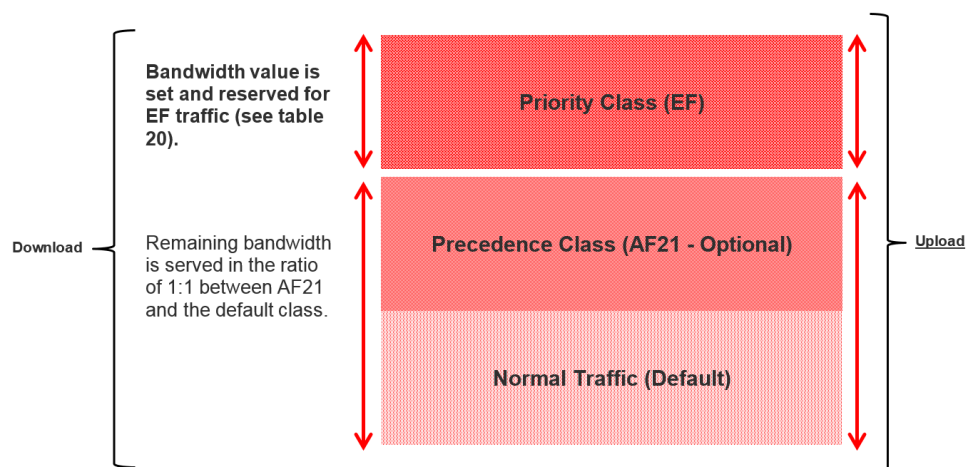 Bandwidth value is
set and reserved for
EF traffic (see table
20).
Priority Class (EF)
Download
Remaining bandwidth
is served in the ratio
of 1:1 between AF21
and the default class.
Precedence Class (AF21 - Optional)
Upload
Normal Traffic (Default)